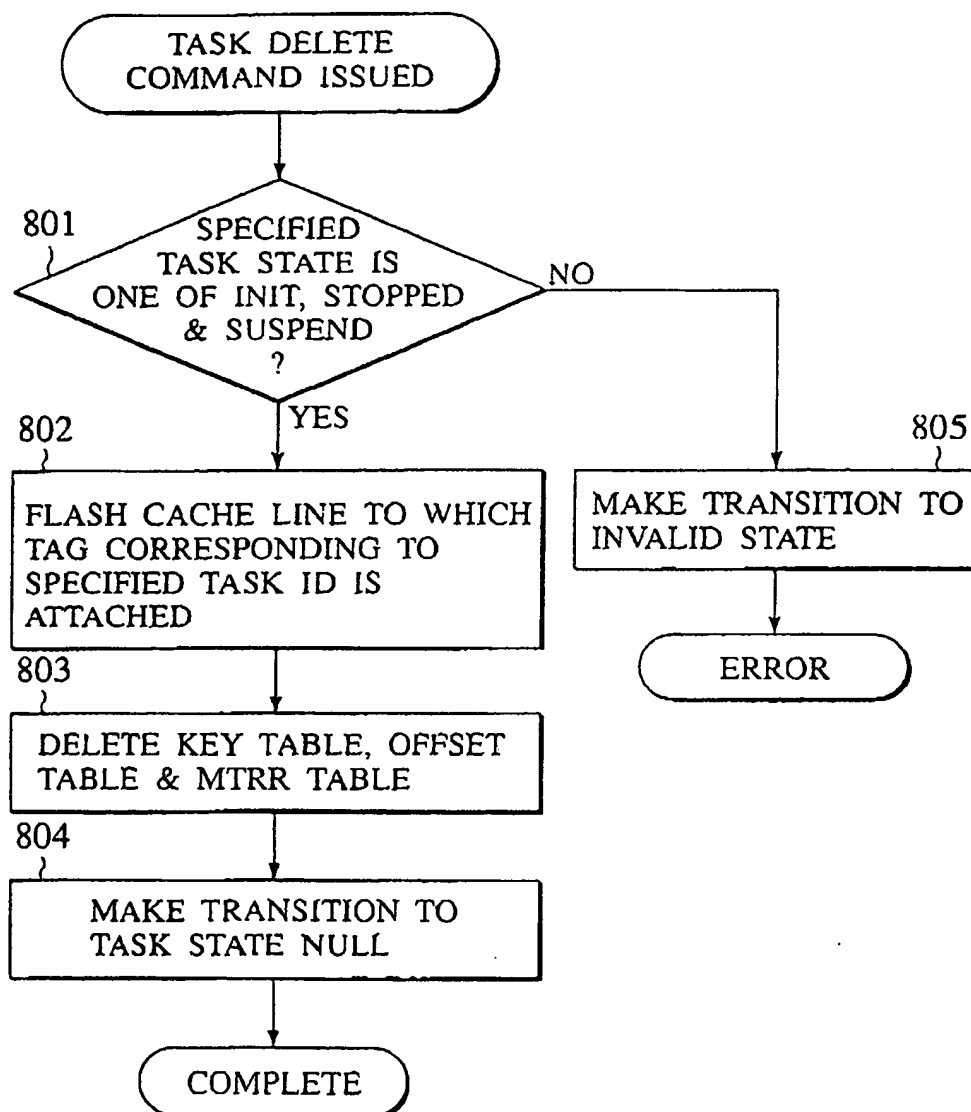 TASK DELETE
COMMAND ISSUED
801
SPECIFIED
TASK STATE IS
ONE OF INIT, STOPPED
& SUSPEND
?
NO
YES
802
FLASH CACHE LINE TO WHICH
TAG CORRESPONDING TO
SPECIFIED TASK ID IS
ATTACHED
805
MAKE TRANSITION TO
INVALID STATE
ERROR
803
DELETE KEY TABLE, OFFSET
TABLE & MTRR TABLE
804
MAKE TRANSITION TO
TASK STATE NULL
COMPLETE